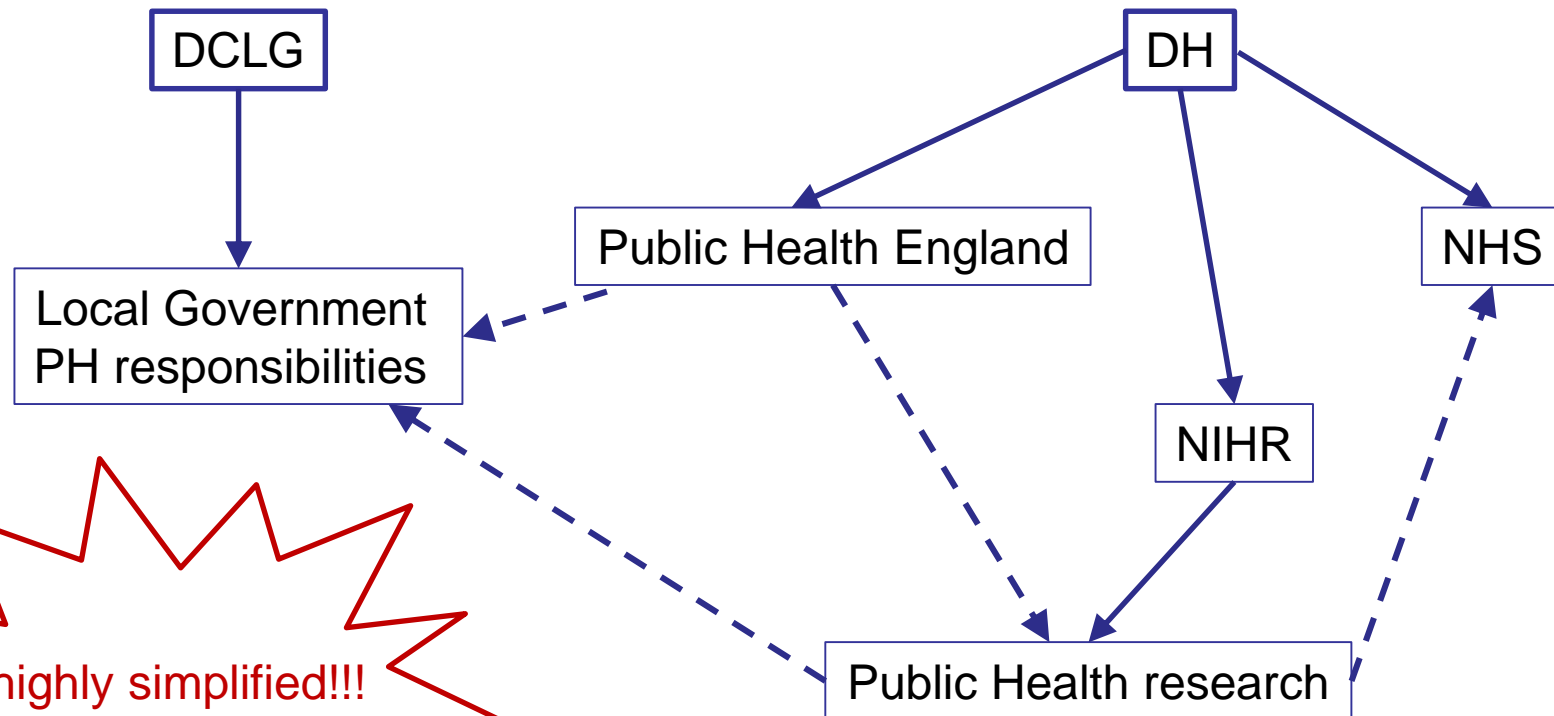 DCLG
DH
Public Health England
NHS
Local Government
PH responsibilities
NIHR
highly simplified!!!
Public Health research